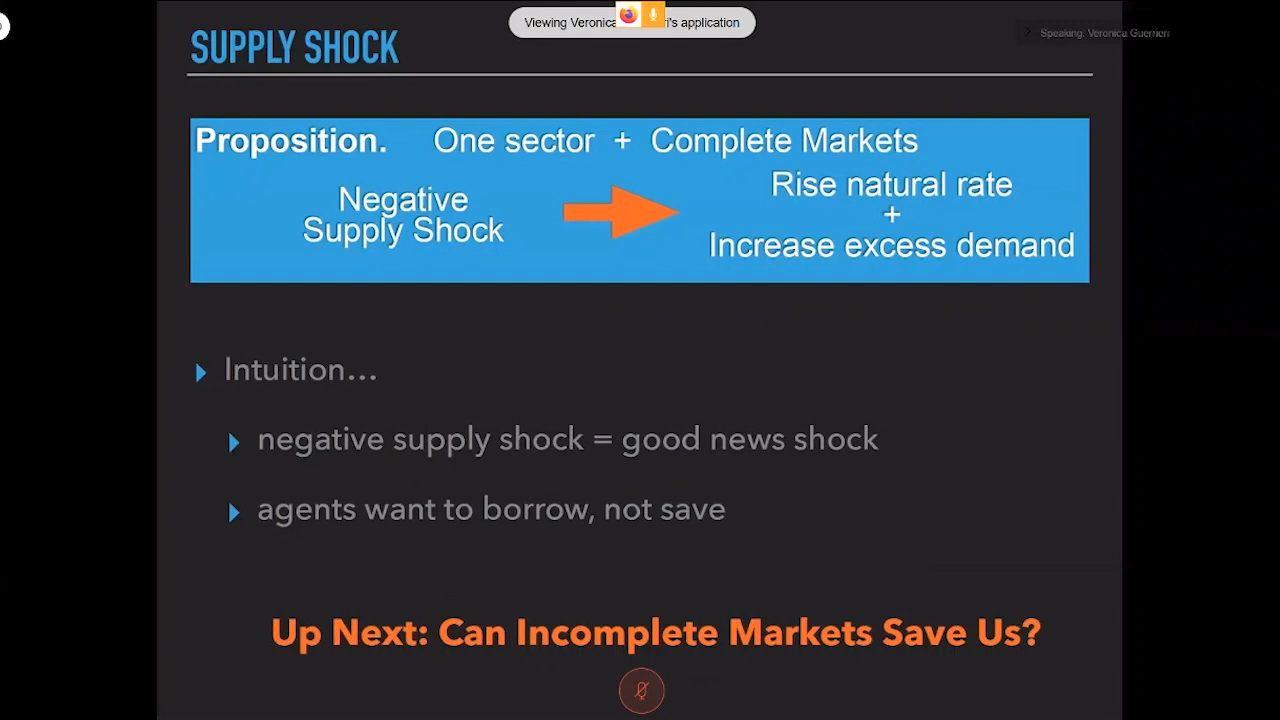 Viewing Veronica
ri's application
Speaking: Veronica Guerrieri
SUPPLY SHOCK
Proposition. One sector + Complete Markets
Negative
Supply Shock
Rise natural rate
+
Increase excess demand
Intuition…
negative supply shock = good news shock
agents want to borrow, not save
Up Next: Can Incomplete Markets Save Us?